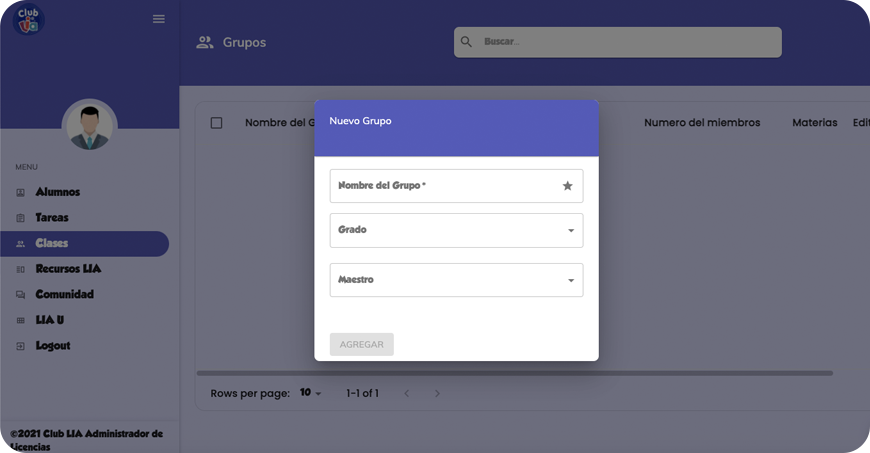 Club
LIA
Grupos
Buscar...
Nombre del G
Numero del miembros
Materias
Edit
MENU
Alumnos
Tareas
Clases
Recursos LIA
Comunidad
LIA U
Logout
Nuevo Grupo
Nombre del Grupo *
Grado
Maestro
AGREGAR
Rows per page: 10
1-1 of 1
©2021 Club LIA Administrador de
Licencias